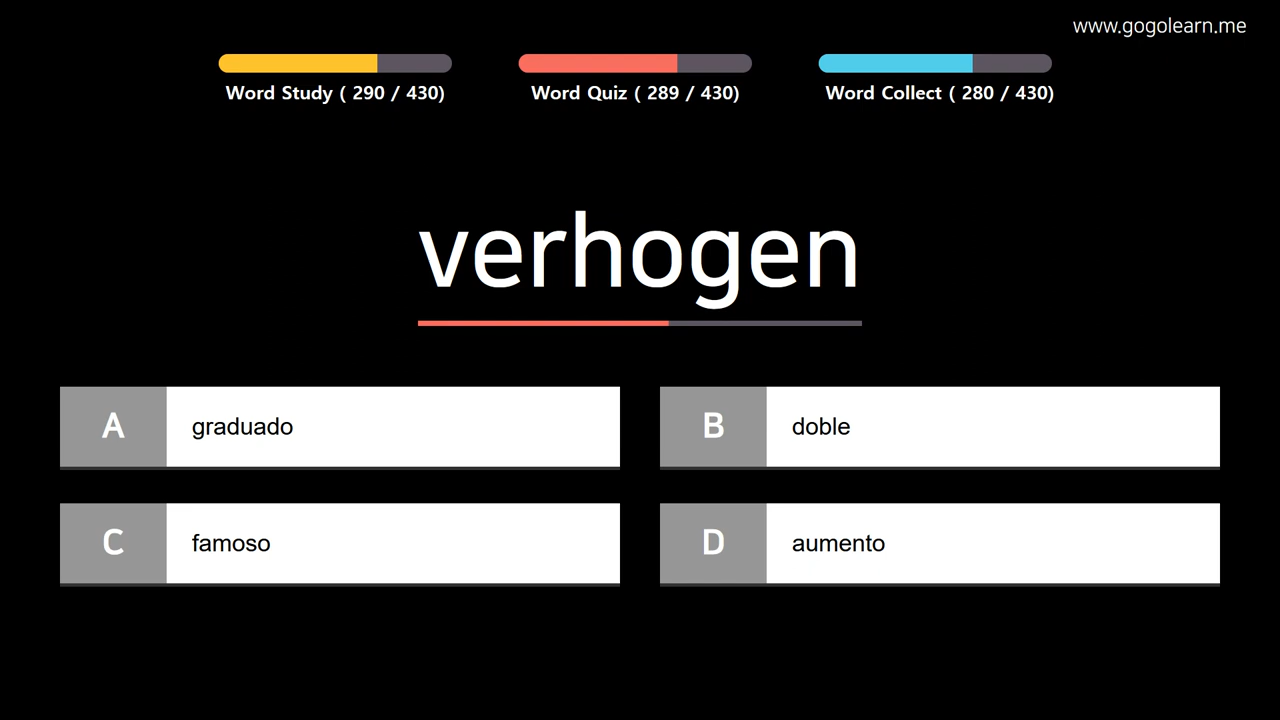 www.gogolearn.me
Word Study ( 290 / 430)
Word Quiz ( 289 / 430)
Word Collect ( 280 / 430)
verhogen
A graduado
B doble
C famoso
D aumento